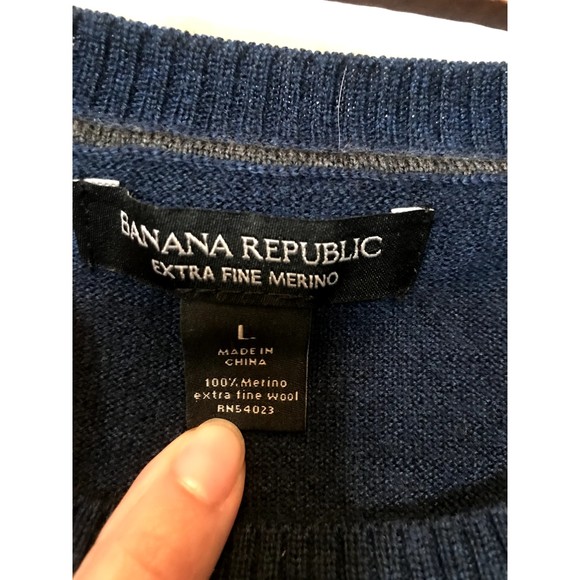 BANANA REPUBLIC
EXTRA FINE MERINO
L
MADE IN
CHINA
100% Merino
extra fine wool
RN54023